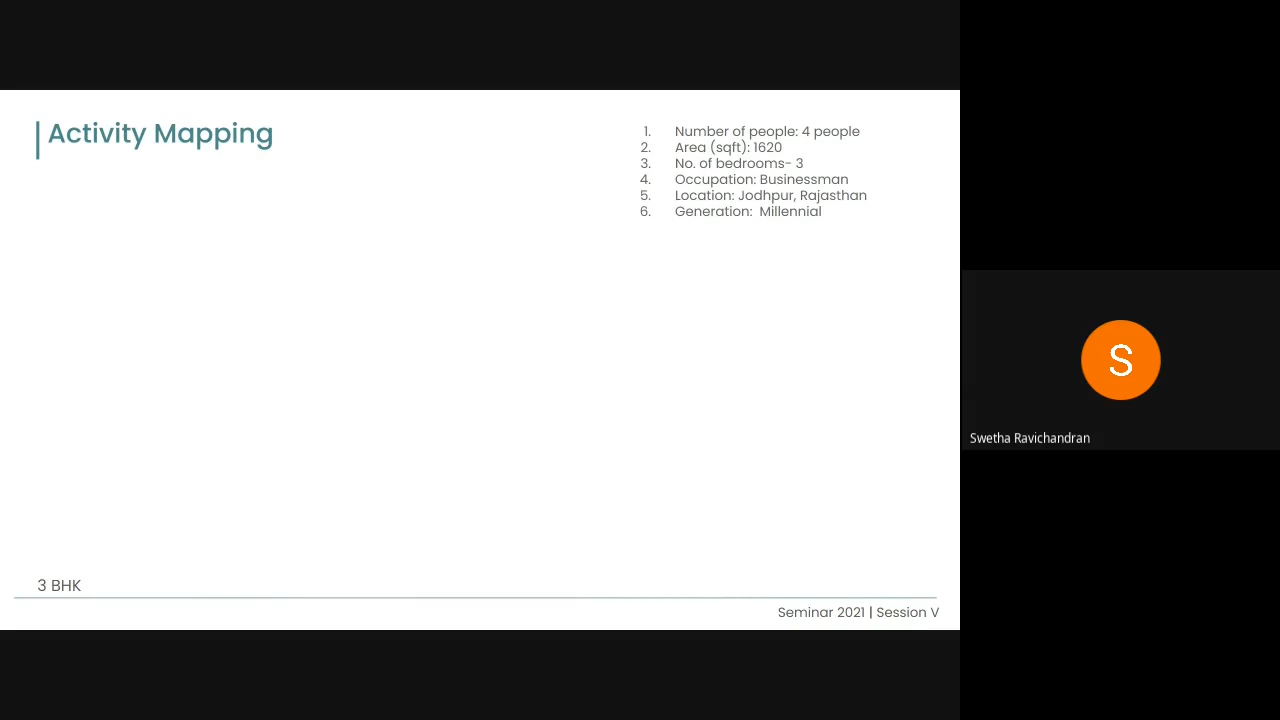 Activity Mapping
1. Number of people: 4 people
2. Area (sqft): 1620
3. No. of bedrooms- 3
4. Occupation: Businessman
5. Location: Jodhpur, Rajasthan
6. Generation:  Millennial
S
Swetha Ravichandran
3 BHK
Seminar 2021 | Session V